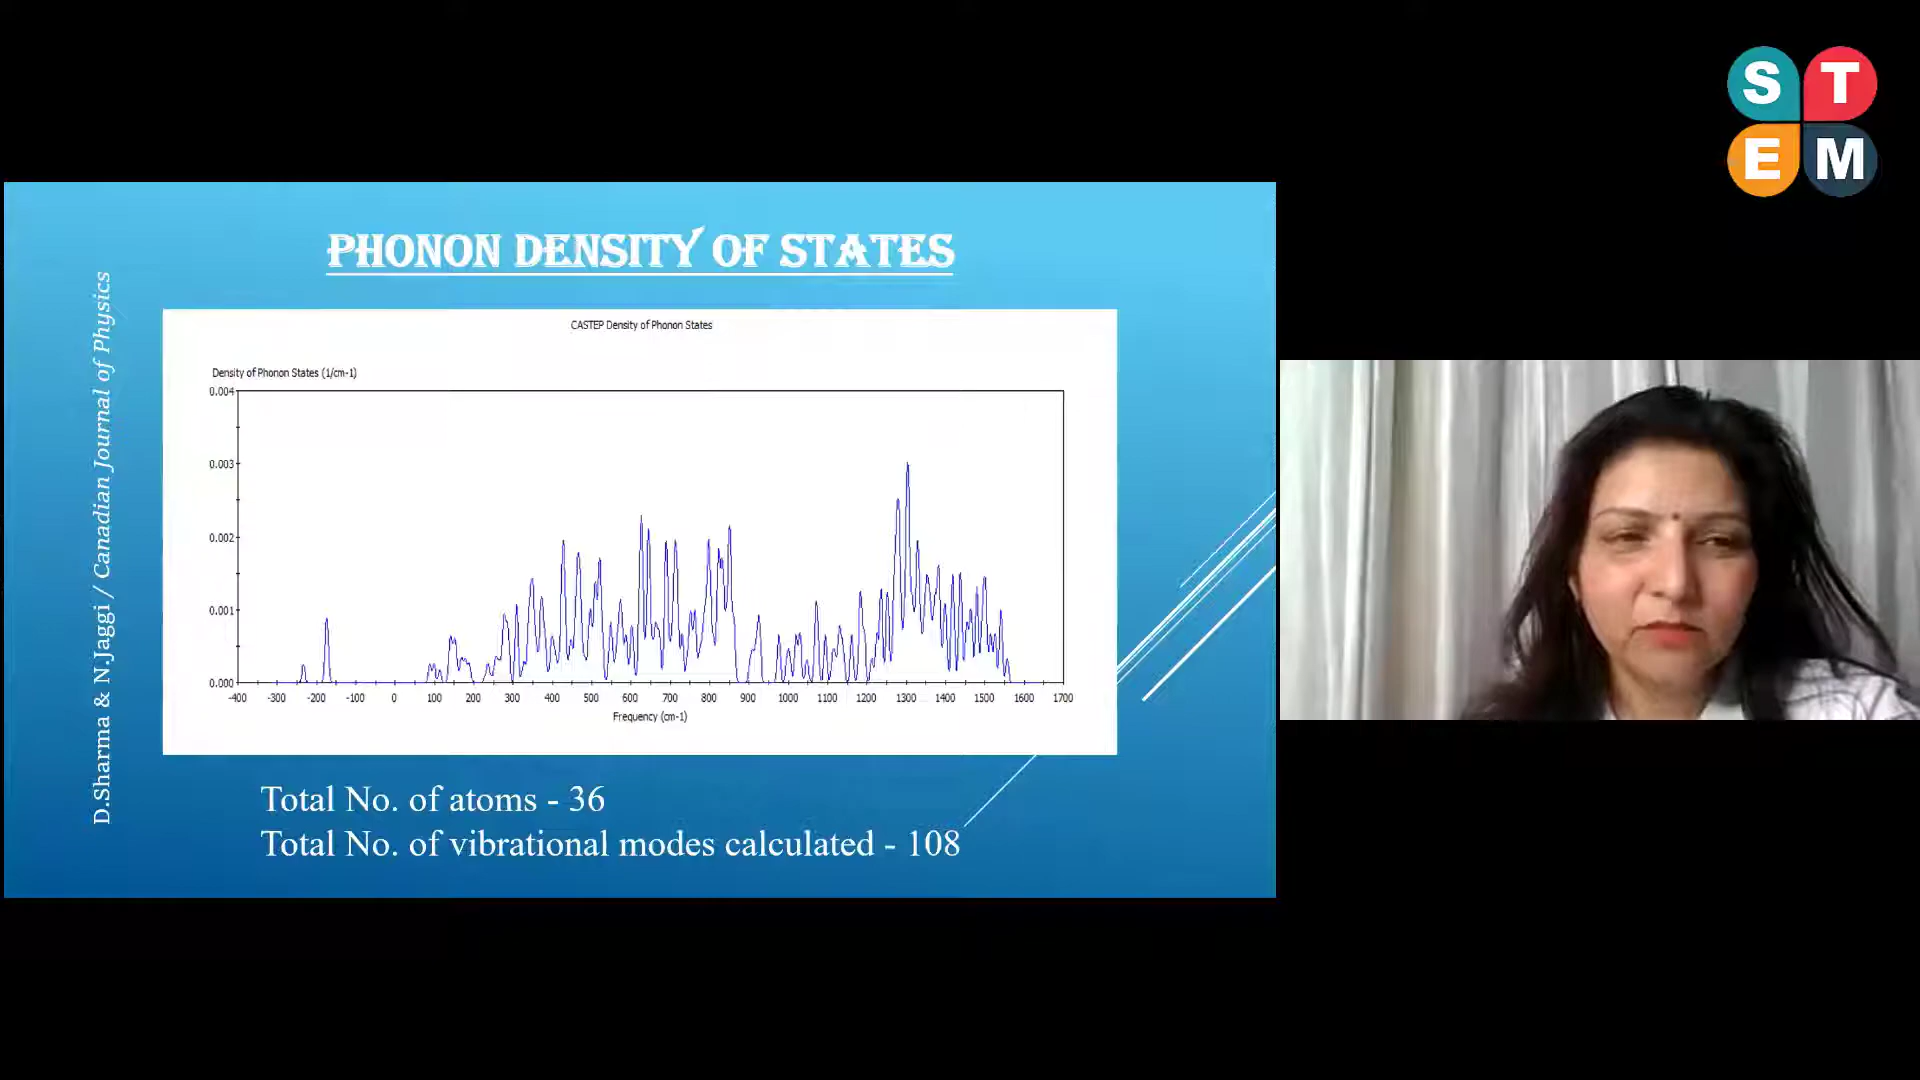 S T
E M
PHONON DENSITY OF STATES
D.Sharma & N.Jaggi / Canadian Journal of Physics
CASTEP Density of Phonon States
Density of Phonon States (1/cm-1)
0.004
0.003
0.002
0.001
0.000
-400 -300 -200 -100 0 100 200 300 400 500 600 700 800 900 1000 1100 1200 1300 1400 1500 1600 1700
Frequency (cm-1)
Total No. of atoms - 36
Total No. of vibrational modes calculated - 108